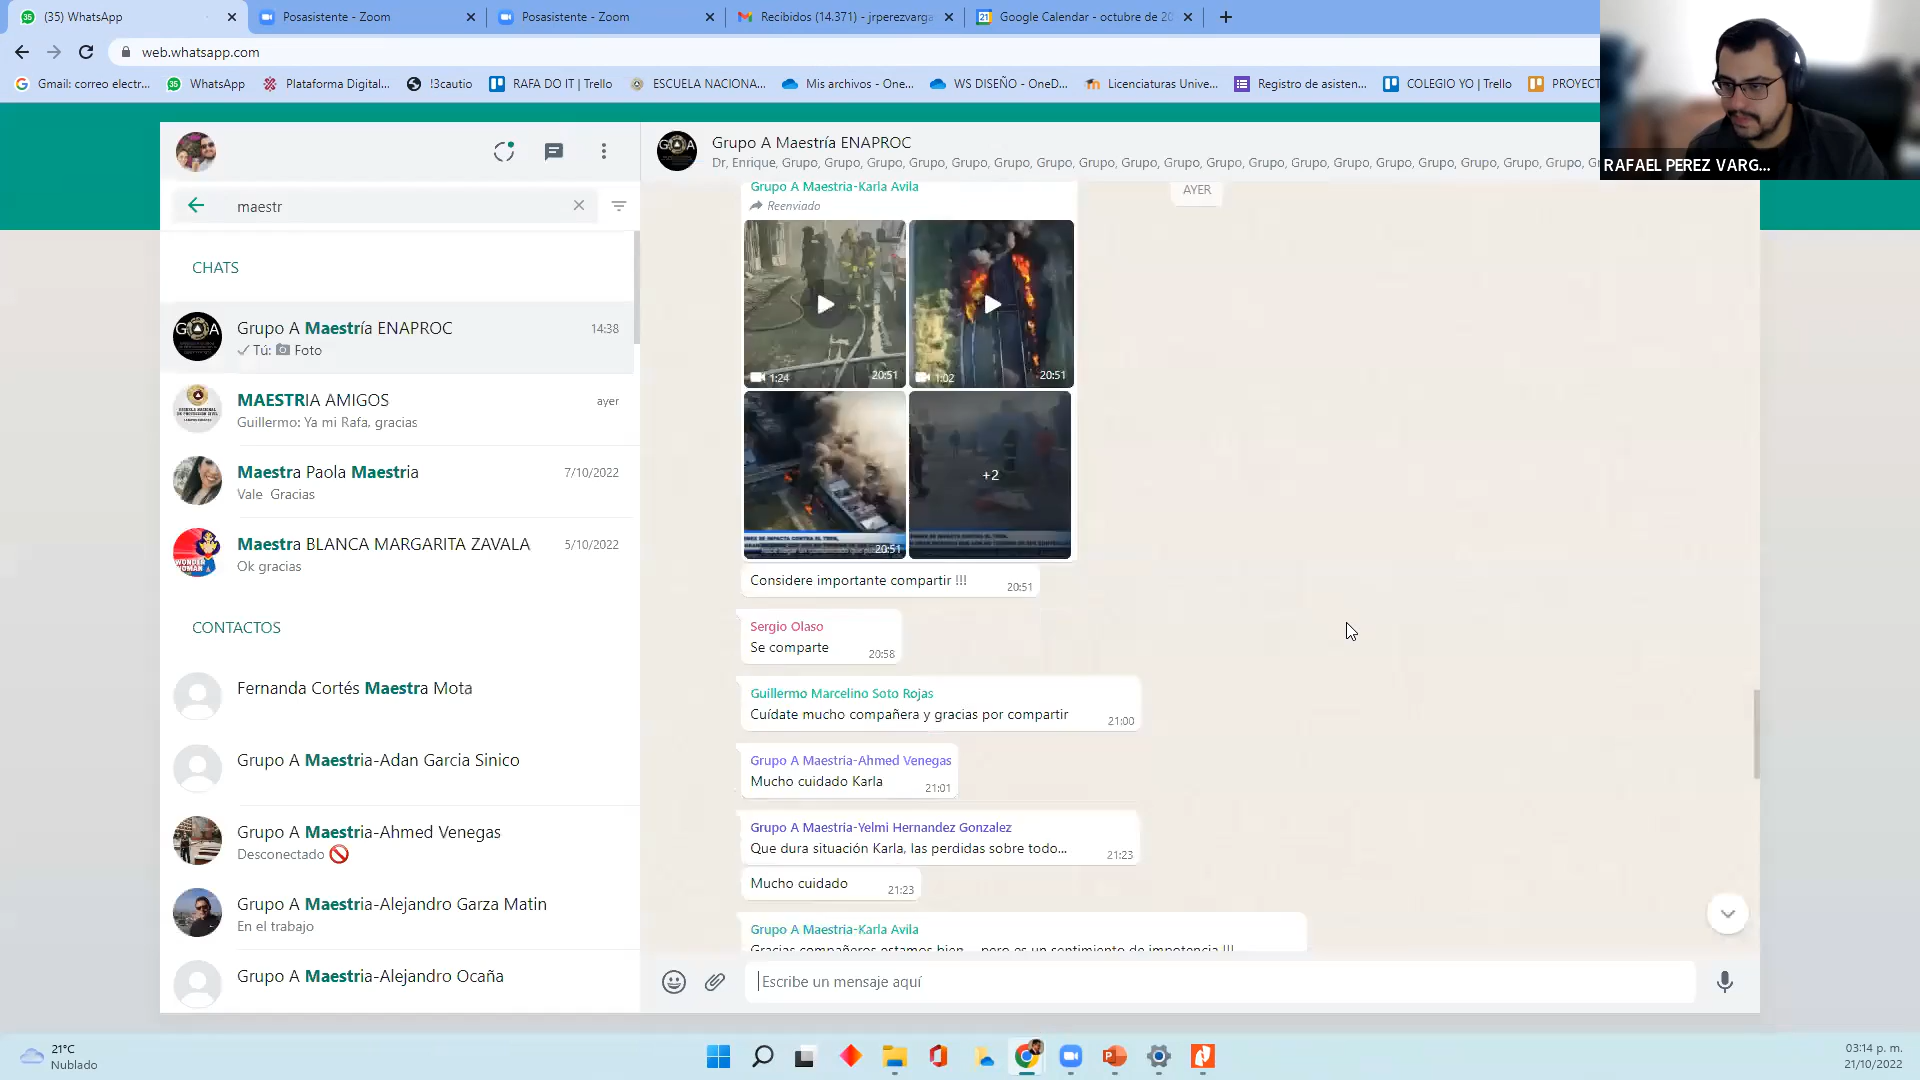 (35) WhatsApp
Posasistente - Zoom
Posasistente - Zoom
Recibidos (14.371) - jrperezvarga
Google Calendar - octubre de 20
web.whatsapp.com
Gmail: correo electr...
WhatsApp
Plataforma Digital...
!3cautio
RAFA DO IT | Trello
ESCUELA NACIONA...
Mis archivos - One...
WS DISEÑO - OneD...
Licenciaturas Unive...
Registro de asisten...
COLEGIO YO | Trello
PROYECT
RAFAEL PEREZ VARG...
maestr
CHATS
Grupo A Maestría ENAPROC
14:38
Tú: Foto
MAESTRIA AMIGOS
ayer
Guillermo: Ya mi Rafa, gracias
Maestra Paola Maestria
7/10/2022
Vale Gracias
Maestra BLANCA MARGARITA ZAVALA
5/10/2022
Ok gracias
CONTACTOS
Fernanda Cortés Maestra Mota
Grupo A Maestria-Adan Garcia Sinico
Grupo A Maestria-Ahmed Venegas
Desconectado
Grupo A Maestria-Alejandro Garza Matin
En el trabajo
Grupo A Maestria-Alejandro Ocaña
Grupo A Maestría ENAPROC
Dr, Enrique, Grupo, Grupo, Grupo, Grupo, Grupo, Grupo, Grupo, Grupo, Grupo, Grupo, Grupo, Grupo, Grupo, Grupo, Grupo, Grupo, Grupo, Grupo, Grupo,
AYER
Grupo A Maestria-Karla Avila
Reenviado
1:24
20:51
1:02
20:51
20:51
+2
Considere importante compartir !!!
20:51
Sergio Olaso
Se comparte
20:58
Guillermo Marcelino Soto Rojas
Cuídate mucho compañera y gracias por compartir
21:00
Grupo A Maestria-Ahmed Venegas
Mucho cuidado Karla
21:01
Grupo A Maestria-Yelmi Hernandez Gonzalez
Que dura situación Karla, las perdidas sobre todo...
21:23
Mucho cuidado
21:23
Grupo A Maestria-Karla Avila
Gracias compañeros estamos bien... pero es un sentimiento de impotencia !!!
Escribe un mensaje aquí
21°C
Nublado
03:14 p. m.
21/10/2022